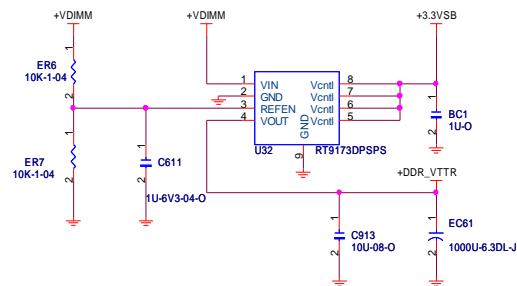 +VDIMM
+VDIMM
+3.3VSB
1
ER6
10K-1-04
2
1 VIN
2 GND
3 REFEN
4 VOUT
GND
9
Vcntl 8
Vcntl 7
Vcntl 6
Vcntl 5
U32
RT9173DPSPS
1
BC1
1U-O
2
1
ER7
10K-1-04
2
1
C611
2
1U-6V3-04-O
+DDR_VTTR
1
C913
10U-08-O
2
1
EC61
1000U-6.3DL-J
2